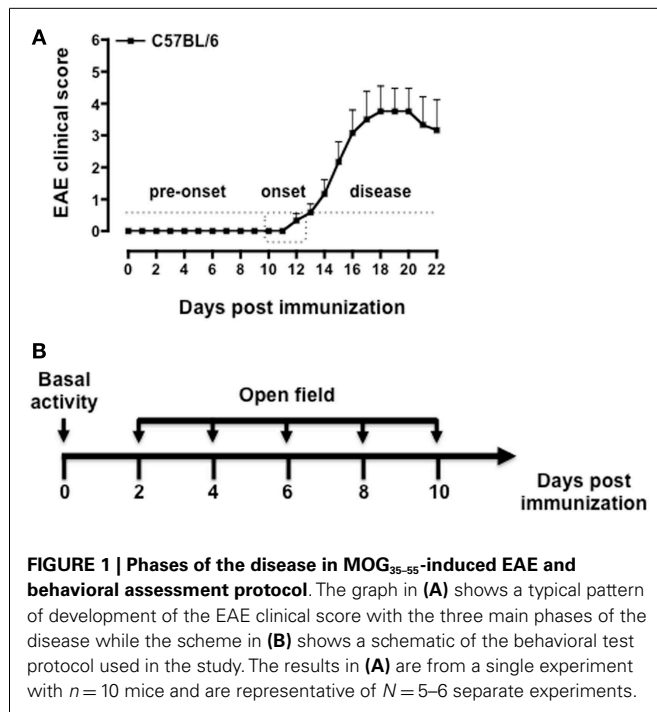 A
C57BL/6
EAE clinical score
6
5
4
3
2
1
0
pre-onset onset disease
0 2 4 6 8 10 12 14 16 18 20 22
Days post immunization
B
Basal
activity
Open field
0 2 4 6 8 10
Days post
immunization
FIGURE 1 | Phases of the disease in MOG35–55-induced EAE and
behavioral assessment protocol. The graph in (A) shows a typical pattern
of development of the EAE clinical score with the three main phases of the
disease while the scheme in (B) shows a schematic of the behavioral test
protocol used in the study. The results in (A) are from a single experiment
with n = 10 mice and are representative of N = 5–6 separate experiments.